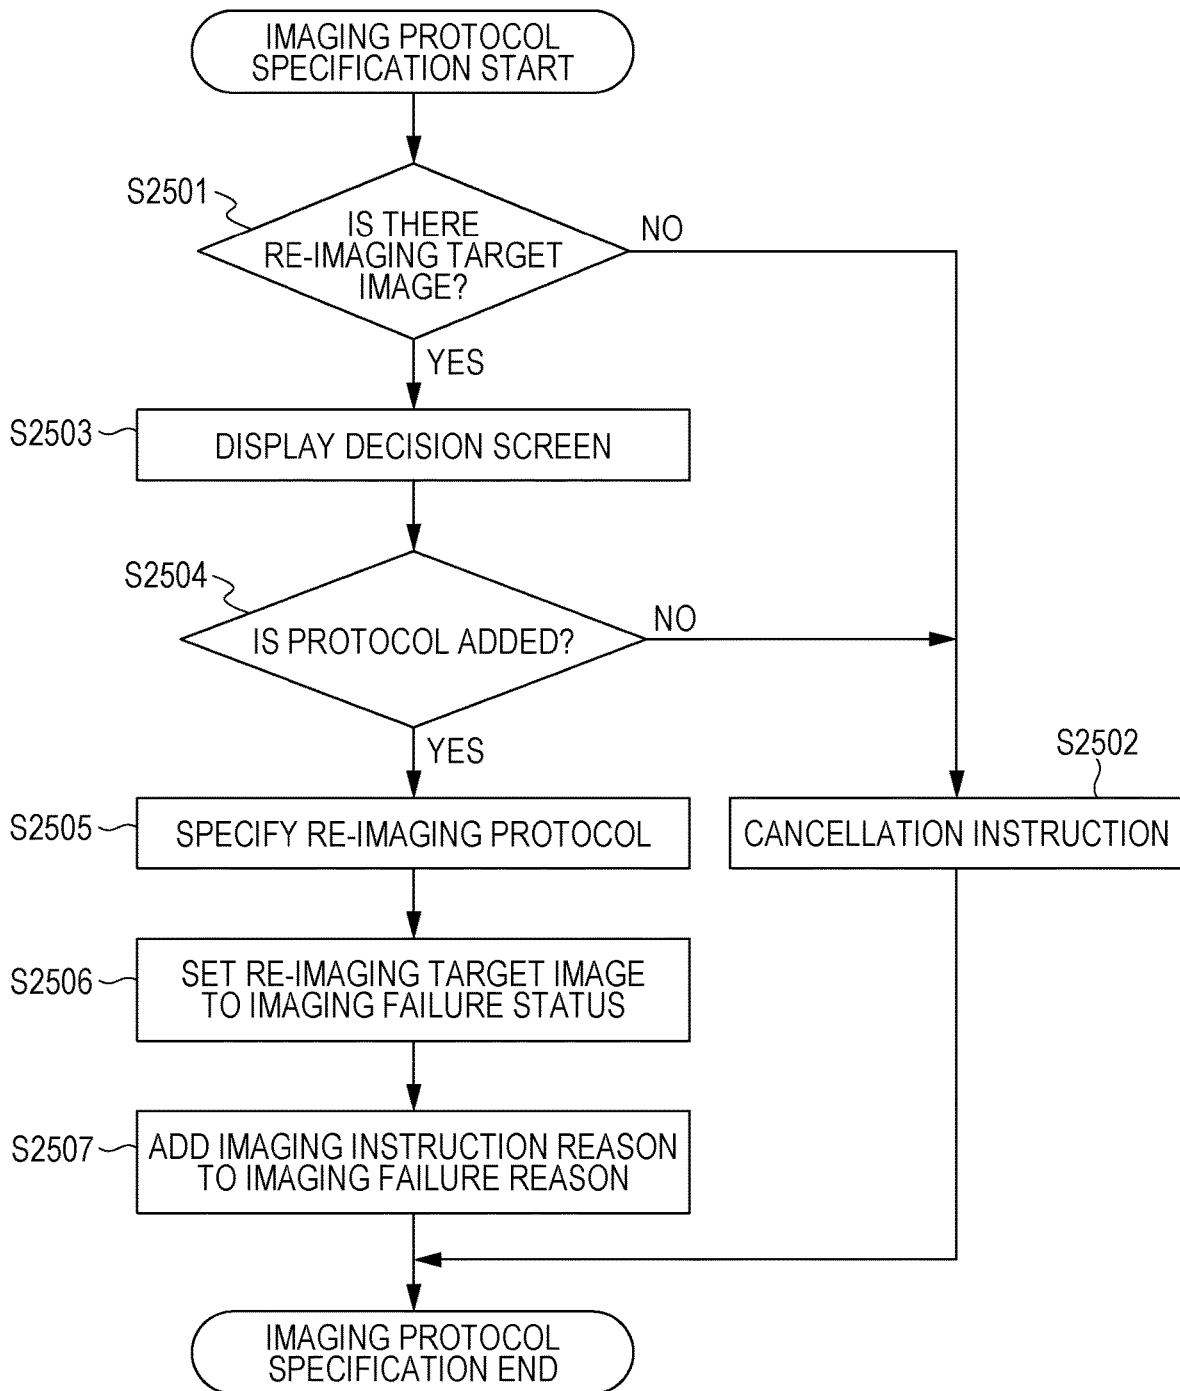 IMAGING PROTOCOL
SPECIFICATION START
S2501
IS THERE
RE-IMAGING TARGET
IMAGE?
NO
YES
S2503
DISPLAY DECISION SCREEN
S2504
IS PROTOCOL ADDED?
NO
YES
S2502
S2505
SPECIFY RE-IMAGING PROTOCOL
CANCELLATION INSTRUCTION
S2506
SET RE-IMAGING TARGET IMAGE
TO IMAGING FAILURE STATUS
S2507
ADD IMAGING INSTRUCTION REASON
TO IMAGING FAILURE REASON
IMAGING PROTOCOL
SPECIFICATION END